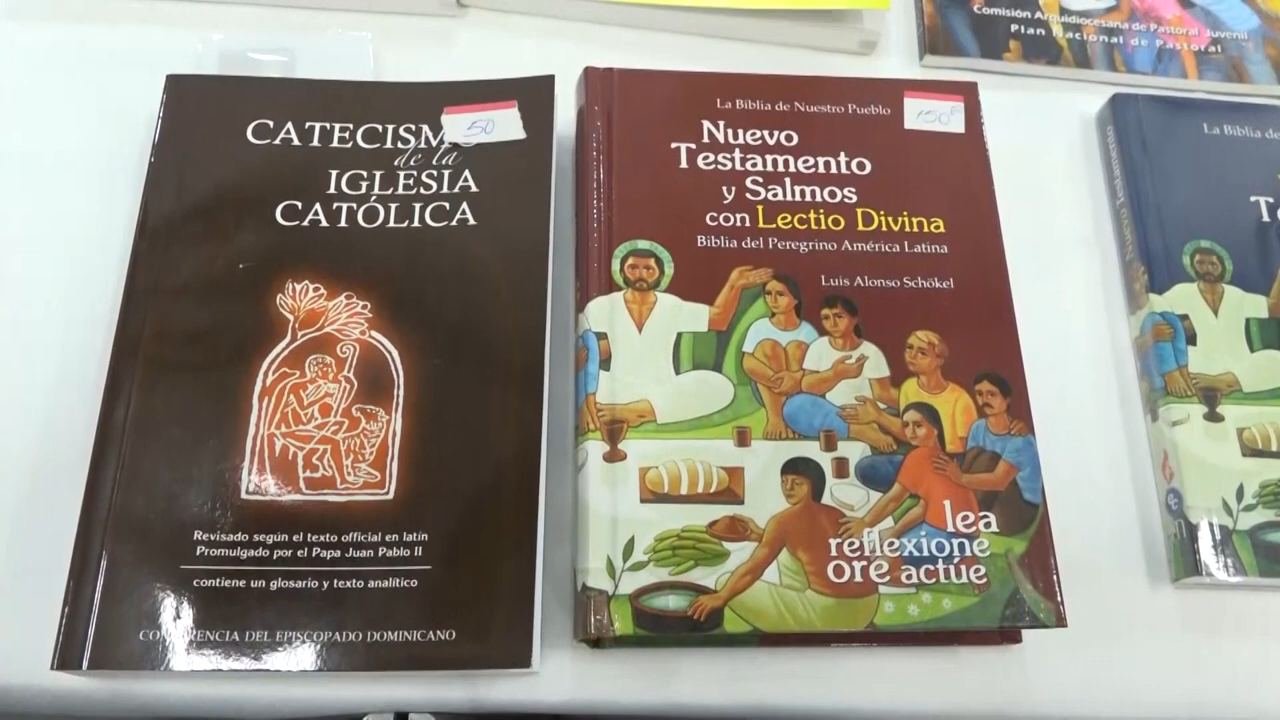 Comisión Arquidiocesana de Pastoral Juvenil
Plan Nacional de Pastoral
CATECISMO
de la
IGLESIA
CATÓLICA
50
Revisado según el texto official en latín
Promulgado por el Papa Juan Pablo II
contiene un glosario y texto analítico
CONFERENCIA DEL EPISCOPADO DOMINICANO
La Biblia de Nuestro Pueblo
150
Nuevo
Testamento
y Salmos
con Lectio Divina
Biblia del Peregrino América Latina
Luis Alonso Schökel
lea
reflexione
ore actúe
La Biblia de
Nuevo Testamento